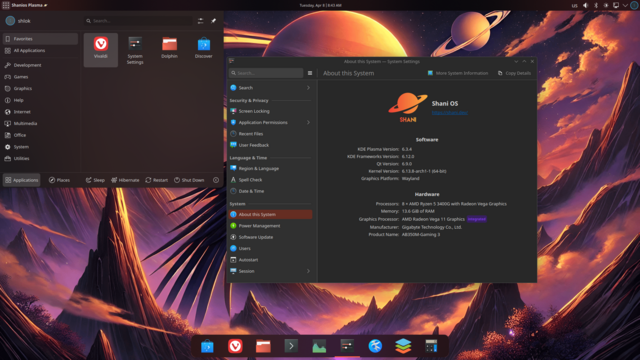 Shanios Plasma
Tuesday, Apr 8 | 8:43 AM
US
shilok
Search...
Favorites
All Applications
Development
Games
Graphics
Help
Internet
Multimedia
Office
System
Utilities
Vivaldi
System Settings
Dolphin
Discover
Applications
Places
Sleep
Hibernate
Restart
Shut Down
About this System — System Settings
Search...
About this System
More System Information
Copy Details
Search
Security & Privacy
Screen Locking
Application Permissions
Recent Files
User Feedback
Language & Time
Region & Language
Spell Check
Date & Time
System
About this System
Power Management
Software Update
Users
Autostart
Session
SHANI
Shani OS
Software
KDE Plasma Version: 6.3.4
KDE Frameworks Version: 6.12.0
Qt Version: 6.9.0
Kernel Version: 6.13.8-arch1-1 (64-bit)
Graphics Platform: Wayland
Hardware
Processors: 8 × AMD Ryzen 5 3400G with Radeon Vega Graphics
Memory: 13.6 GiB of RAM
Graphics Processor: AMD Radeon Vega 11 Graphics
Manufacturer: Gigabyte Technology Co., Ltd.
Product Name: AB350M-Gaming 3